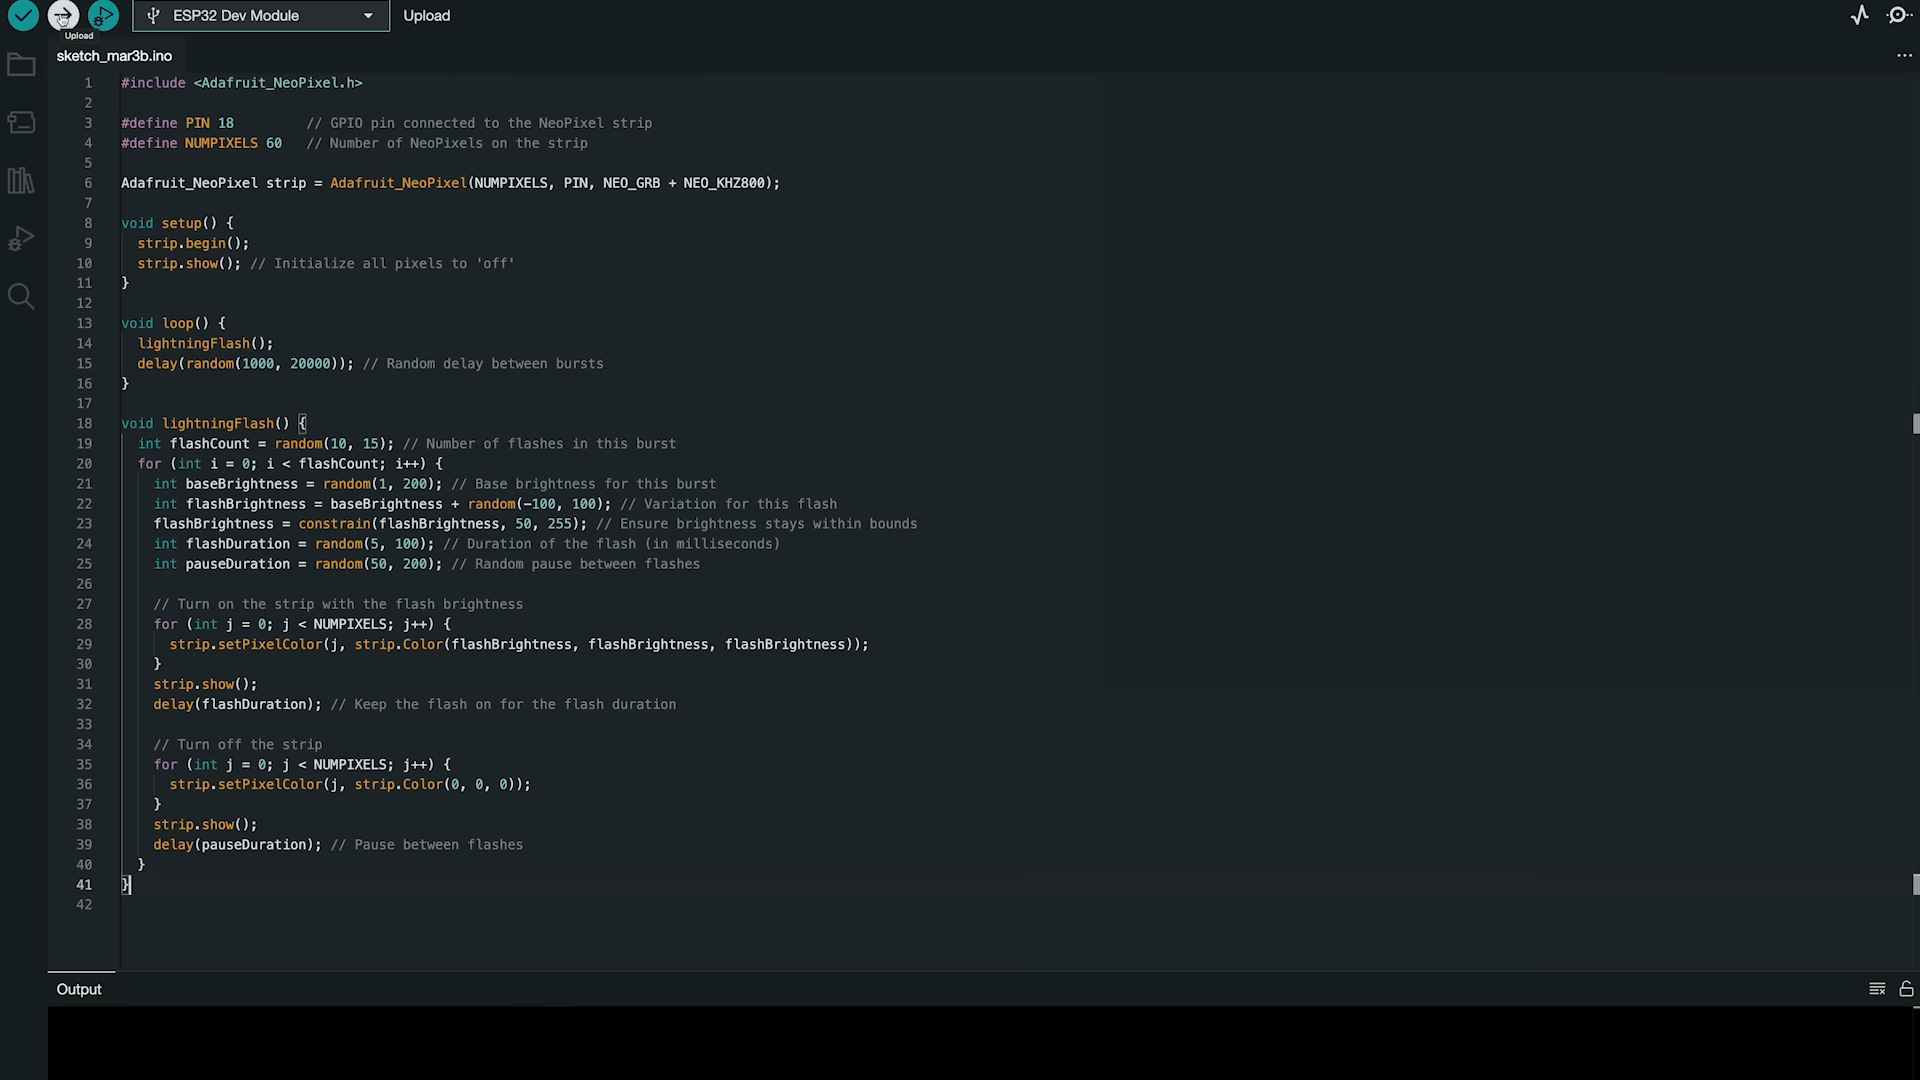 ESP32 Dev Module
Upload
Upload
sketch_mar3b.ino
1 #include <Adafruit_NeoPixel.h>
2
3 #define PIN 18 // GPIO pin connected to the NeoPixel strip
4 #define NUMPIXELS 60 // Number of NeoPixels on the strip
5
6 Adafruit_NeoPixel strip = Adafruit_NeoPixel(NUMPIXELS, PIN, NEO_GRB + NEO_KHZ800);
7
8 void setup() {
9 strip.begin();
10 strip.show(); // Initialize all pixels to 'off'
11 }
12
13 void loop() {
14 lightningFlash();
15 delay(random(1000, 20000)); // Random delay between bursts
16 }
17
18 void lightningFlash() {
19 int flashCount = random(10, 15); // Number of flashes in this burst
20 for (int i = 0; i < flashCount; i++) {
21 int baseBrightness = random(1, 200); // Base brightness for this burst
22 int flashBrightness = baseBrightness + random(-100, 100); // Variation for this flash
23 flashBrightness = constrain(flashBrightness, 50, 255); // Ensure brightness stays within bounds
24 int flashDuration = random(5, 100); // Duration of the flash (in milliseconds)
25 int pauseDuration = random(50, 200); // Random pause between flashes
26
27 // Turn on the strip with the flash brightness
28 for (int j = 0; j < NUMPIXELS; j++) {
29 strip.setPixelColor(j, strip.Color(flashBrightness, flashBrightness, flashBrightness));
30 }
31 strip.show();
32 delay(flashDuration); // Keep the flash on for the flash duration
33
34 // Turn off the strip
35 for (int j = 0; j < NUMPIXELS; j++) {
36 strip.setPixelColor(j, strip.Color(0, 0, 0));
37 }
38 strip.show();
39 delay(pauseDuration); // Pause between flashes
40 }
41 }
42
Output